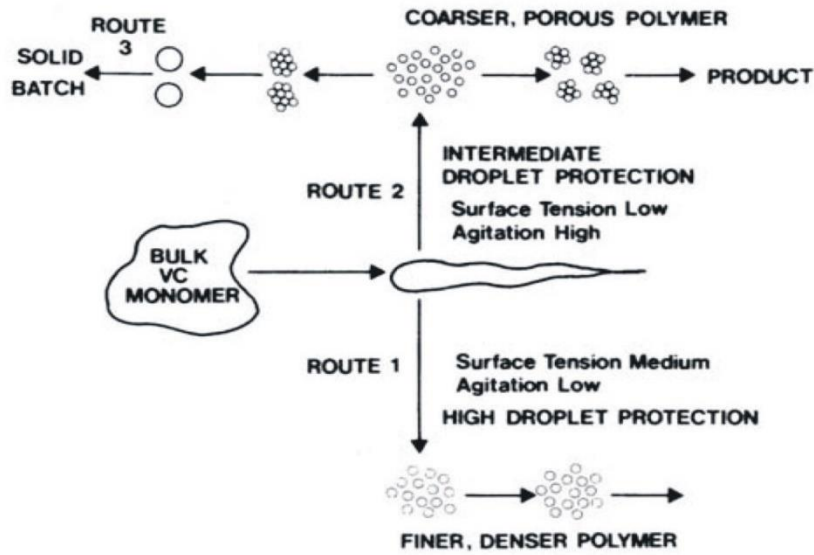 ROUTE
3
SOLID
BATCH
COARSER, POROUS POLYMER
PRODUCT
INTERMEDIATE
DROPLET PROTECTION
ROUTE 2
Surface Tension Low
Agitation High
BULK
VC
MONOMER
ROUTE 1
Surface Tension Medium
Agitation Low
HIGH DROPLET PROTECTION
FINER, DENSER POLYMER